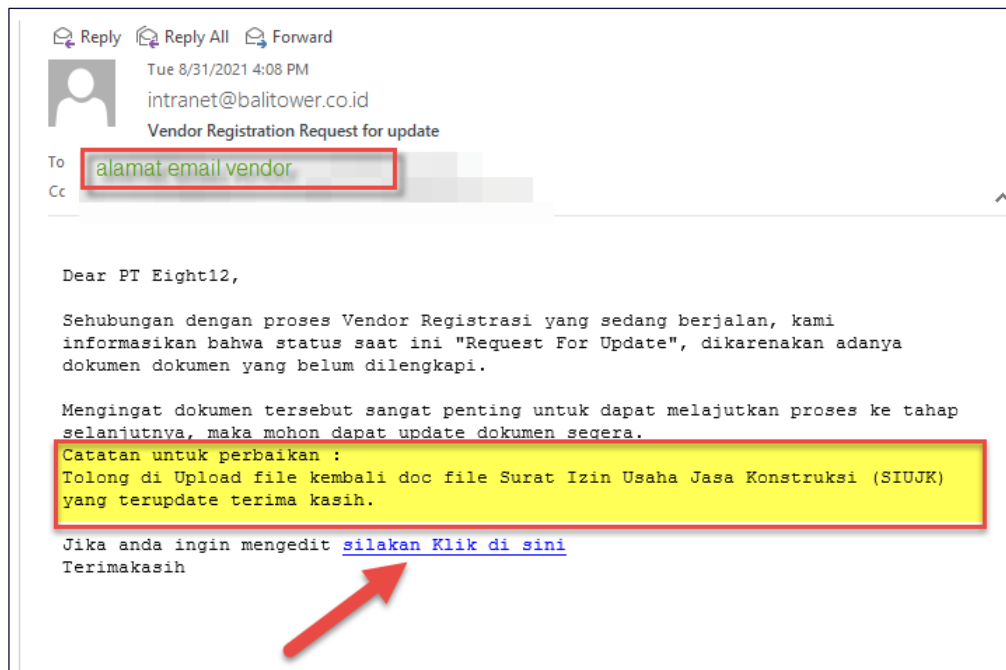 Reply Reply All Forward
Tue 8/31/2021 4:08 PM
intranet@balitower.co.id
Vendor Registration Request for update
To alamat email vendor
Cc
Dear PT Eight12,
Sehubungan dengan proses Vendor Registrasi yang sedang berjalan, kami
informasikan bahwa status saat ini "Request For Update", dikarenakan adanya
dokumen dokumen yang belum dilengkapi.
Mengingat dokumen tersebut sangat penting untuk dapat melajutkan proses ke tahap
selanjutnya, maka mohon dapat update dokumen segera.
Catatan untuk perbaikan :
Tolong di Upload file kembali doc file Surat Izin Usaha Jasa Konstruksi (SIUJK)
yang terupdate terima kasih.
Jika anda ingin mengedit silakan Klik di sini
Terimakasih